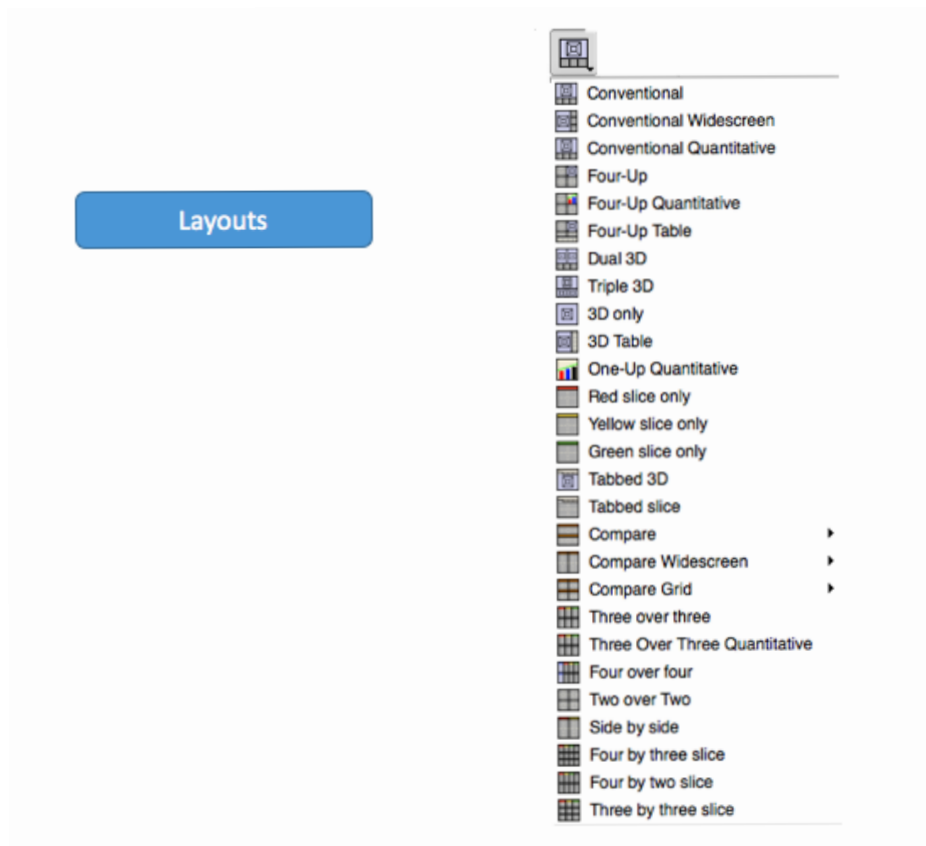 Layouts
Conventional
Conventional Widescreen
Conventional Quantitative
Four-Up
Four-Up Quantitative
Four-Up Table
Dual 3D
Triple 3D
3D only
3D Table
One-Up Quantitative
Red slice only
Yellow slice only
Green slice only
Tabbed 3D
Tabbed slice
Compare
Compare Widescreen
Compare Grid
Three over three
Three Over Three Quantitative
Four over four
Two over Two
Side by side
Four by three slice
Four by two slice
Three by three slice